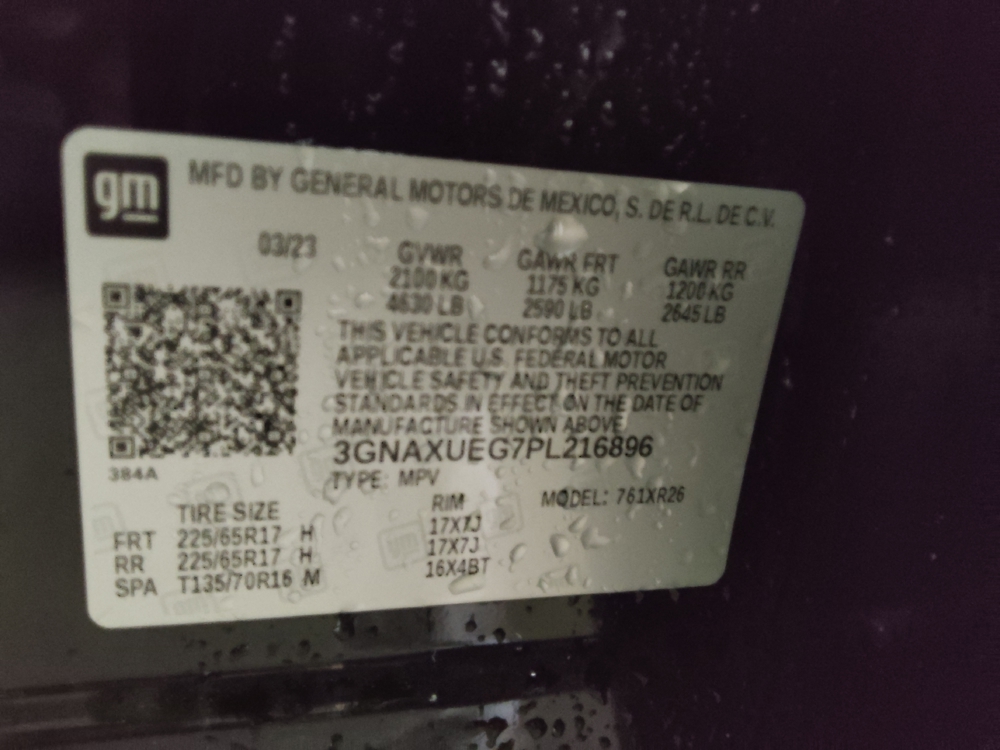 gm
MFD BY GENERAL MOTORS DE MEXICO, S. DE R.L. DE C.V.
03/23 GVWR GAWR FRT GAWR RR
2100 KG 1175 KG 1200 KG
4630 LB 2590 LB 2645 LB
THIS VEHICLE CONFORMS TO ALL
APPLICABLE U.S. FEDERAL MOTOR
VEHICLE SAFETY AND THEFT PREVENTION
STANDARDS IN EFFECT ON THE DATE OF
MANUFACTURE SHOWN ABOVE
3GNAXUEG7PL216896
384A
TYPE: MPV
MODEL: 761XR26
TIRE SIZE RIM
FRT 225/65R17 H 17X7J
RR 225/65R17 H 17X7J
SPA T135/70R16 M 16X4BT